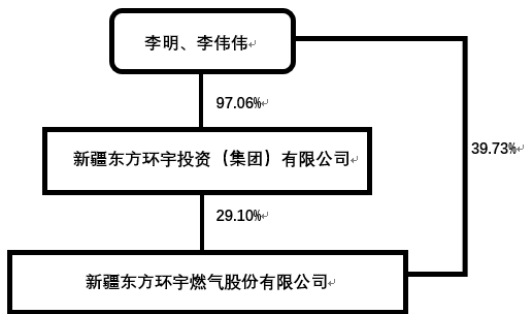 李明、李伟伟
97.06%
39.73%
新疆东方环宇投资（集团）有限公司
29.10%
新疆东方环宇燃气股份有限公司